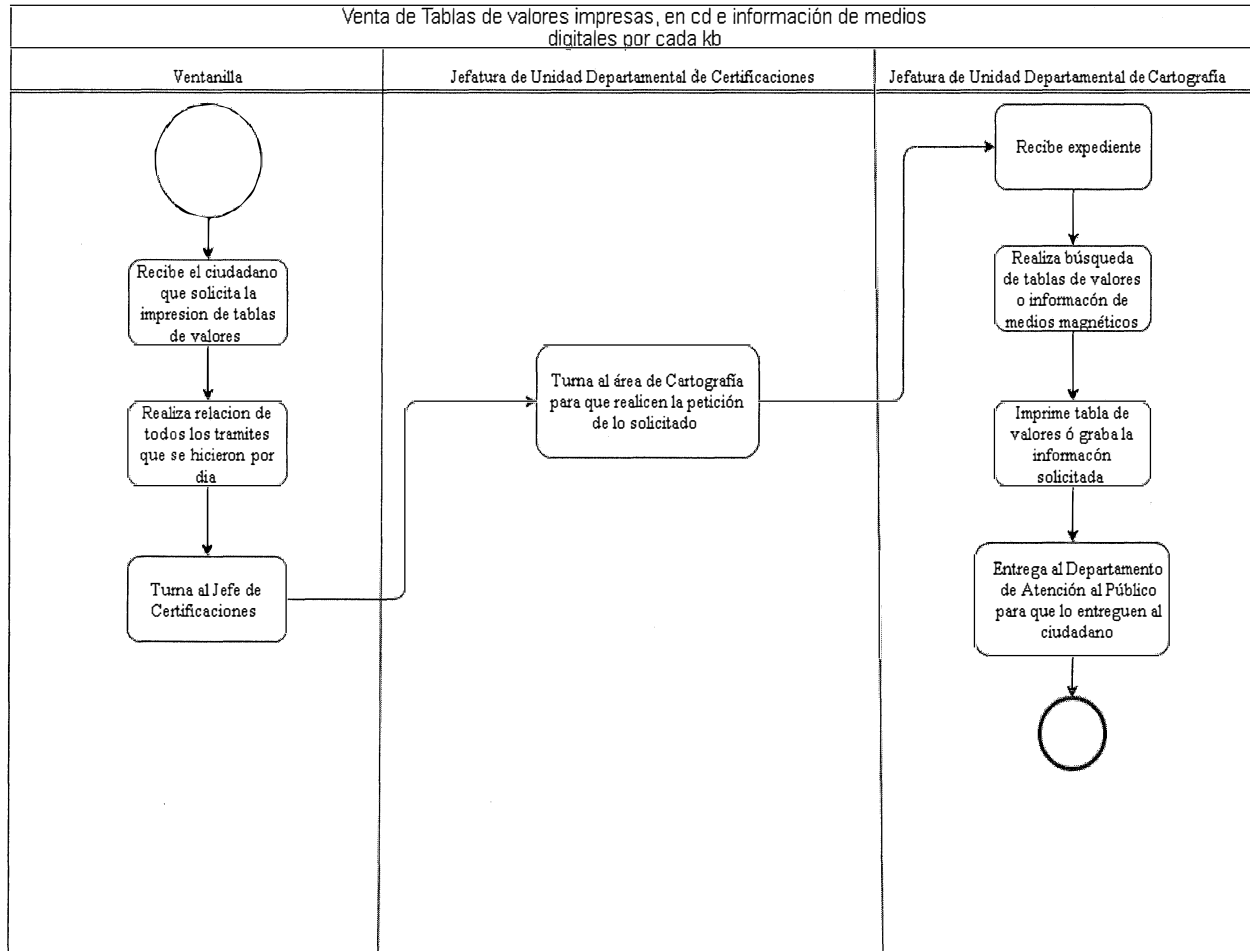 Venta de Tablas de valores impresas, en cd e información de medios
digitales por cada kb
Ventanilla
Jefatura de Unidad Departamental de Certificaciones
Jefatura de Unidad Departamental de Cartografía
Recibe el ciudadano
que solicita la
impresion de tablas
de valores
Realiza relacion de
todos los tramites
que se hicieron por
dia
Turna al Jefe de
Certificaciones
Turna al área de Cartografía
para que realicen la petición
de lo solicitado
Recibe expediente
Realiza búsqueda
de tablas de valores
o informacón de
medios magnéticos
Imprime tabla de
valores ó graba la
informacón
solicitada
Entrega al Departamento
de Atención al Público
para que lo entreguen al
ciudadano